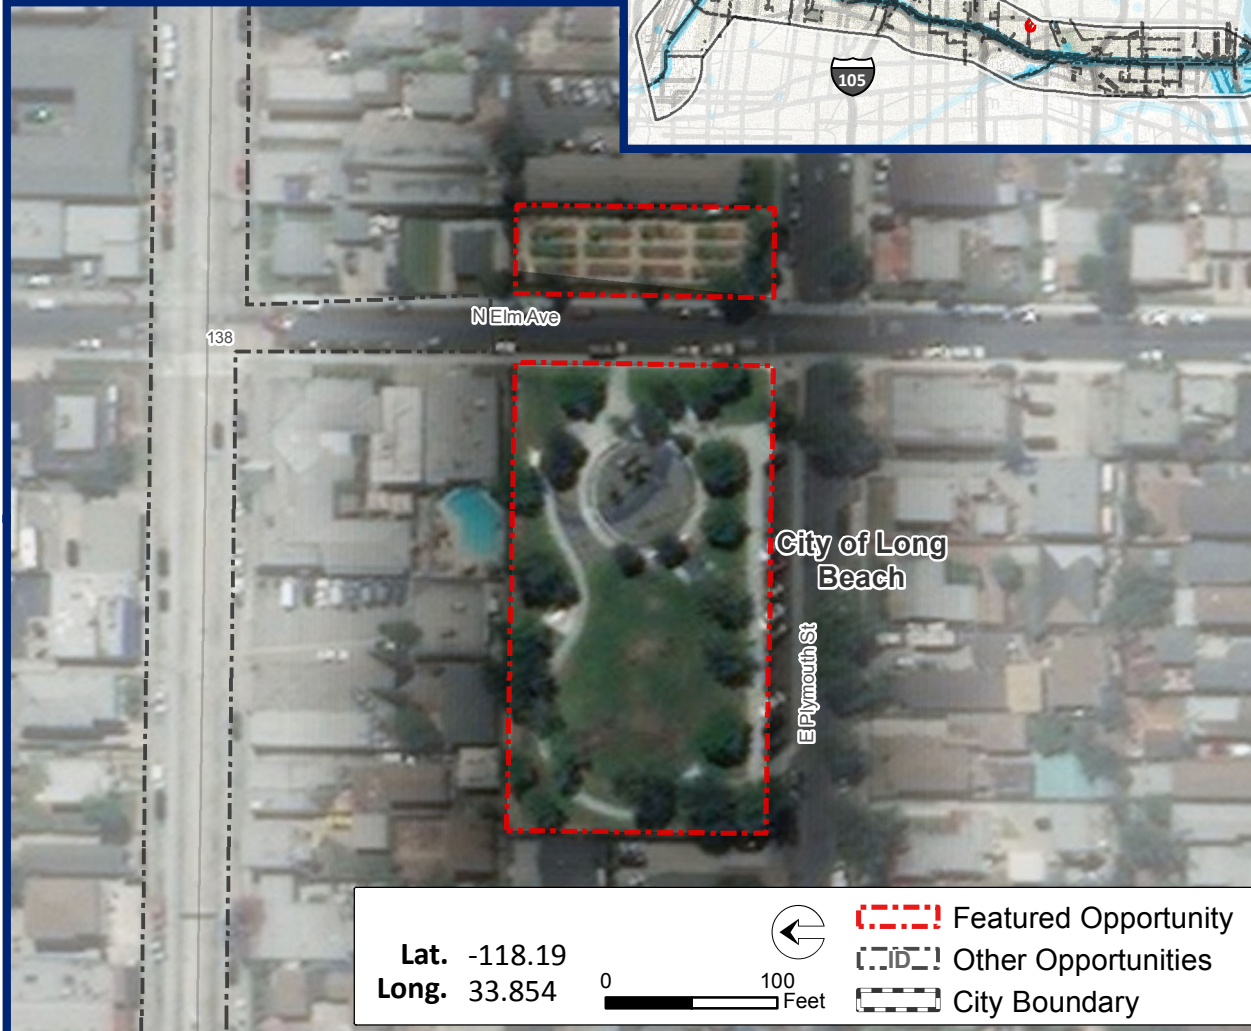 105
N Elm Ave
138
City of Long
Beach
E Plymouth St
Lat. -118.19
Long. 33.854
0 100
Feet
Featured Opportunity
ID Other Opportunities
City Boundary